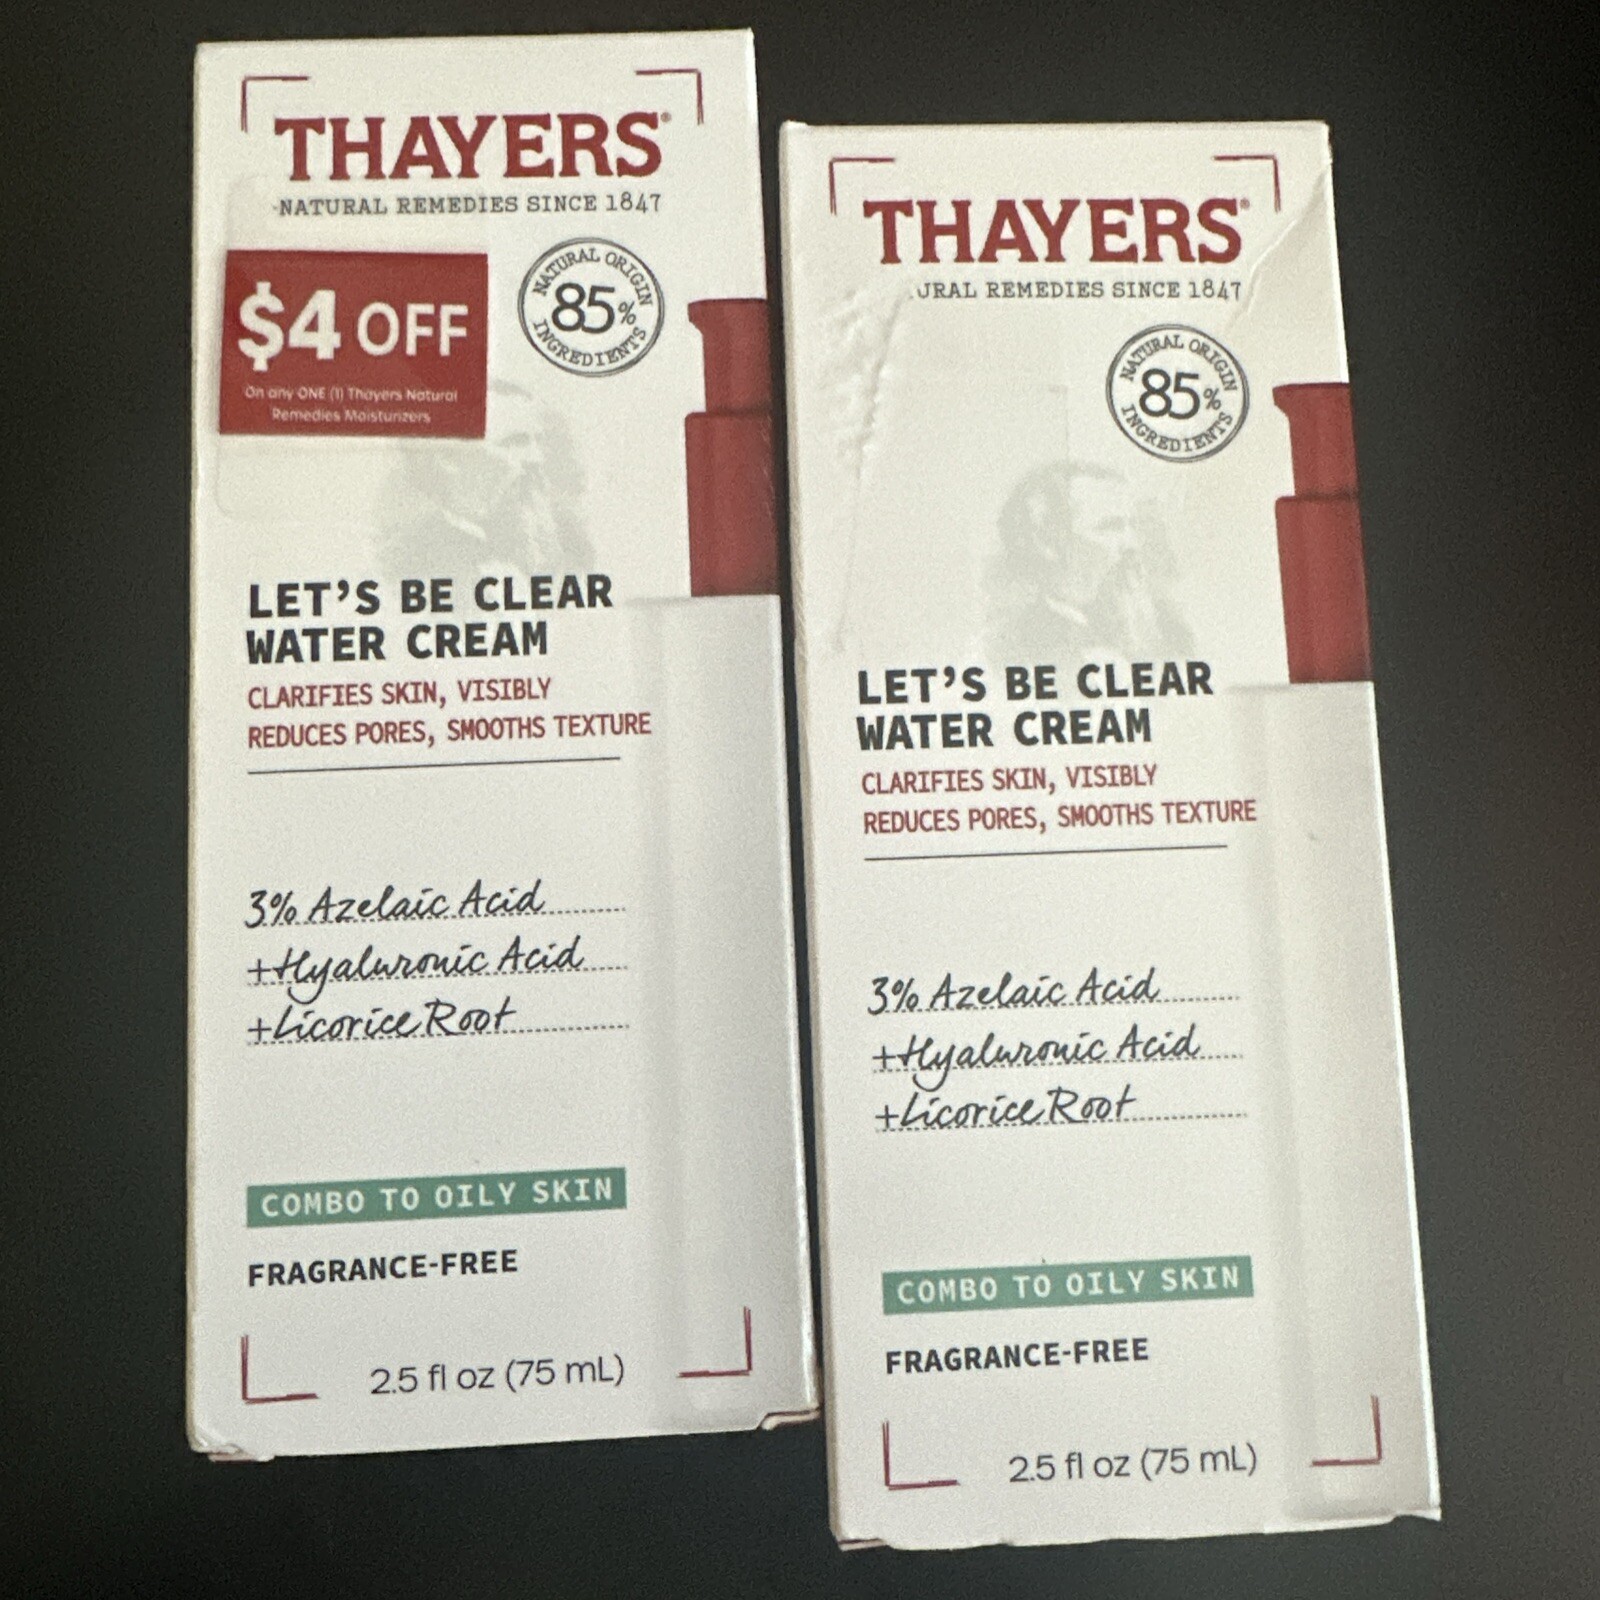 THAYERS®
NATURAL REMEDIES SINCE 1847
$4 OFF
On any ONE (1) Thayers Natural
Remedies Moisturizers
NATURAL ORIGIN
85%
INGREDIENTS
LET'S BE CLEAR
WATER CREAM
CLARIFIES SKIN, VISIBLY
REDUCES PORES, SMOOTHS TEXTURE
3% Azelaic Acid
+Hyaluronic Acid
+Licorice Root
COMBO TO OILY SKIN
FRAGRANCE-FREE
2.5 fl oz (75 mL)
THAYERS®
URAL REMEDIES SINCE 1847
NATURAL ORIGIN
85%
INGREDIENTS
LET'S BE CLEAR
WATER CREAM
CLARIFIES SKIN, VISIBLY
REDUCES PORES, SMOOTHS TEXTURE
3% Azelaic Acid
+Hyaluronic Acid
+Licorice Root
COMBO TO OILY SKIN
FRAGRANCE-FREE
2.5 fl oz (75 mL)